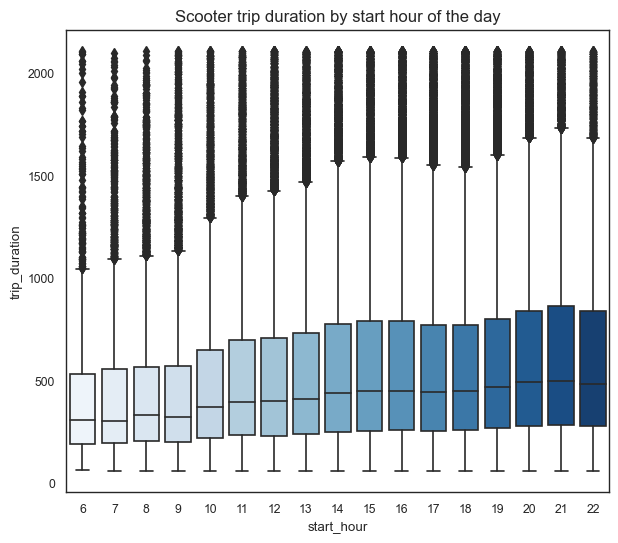 Scooter trip duration by start hour of the day
2000
1500
1000
500
0
trip_duration
6 7 8 9 10 11 12 13 14 15 16 17 18 19 20 21 22
start_hour